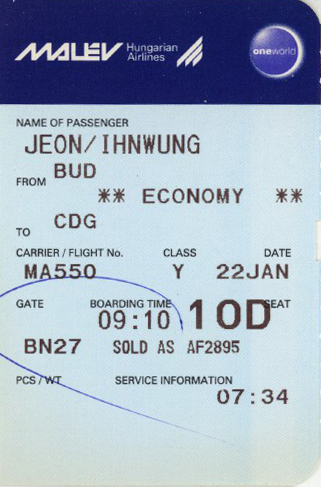 MALEV Hungarian Airlines
oneworld
NAME OF PASSENGER
JEON/IHNWUNG
FROM BUD
** ECONOMY **
TO CDG
CARRIER / FLIGHT No. CLASS DATE
MA550 Y 22JAN
GATE BOARDING TIME SEAT
09:10 10D
BN27 SOLD AS AF2895
PCS / WT SERVICE INFORMATION
07:34